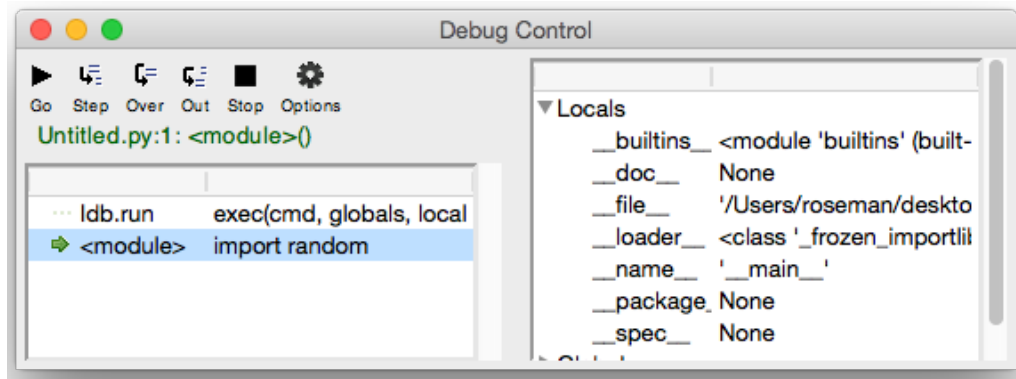 Debug Control
Go Step Over Out Stop Options
Untitled.py:1: <module>()
ldb.run exec(cmd, globals, local
<module> import random
Locals
__builtins__ <module 'builtins' (built-
__doc__ None
__file__ '/Users/roseman/deskto
__loader__ <class '_frozen_importlib
__name__ '__main__'
__package_ None
__spec__ None